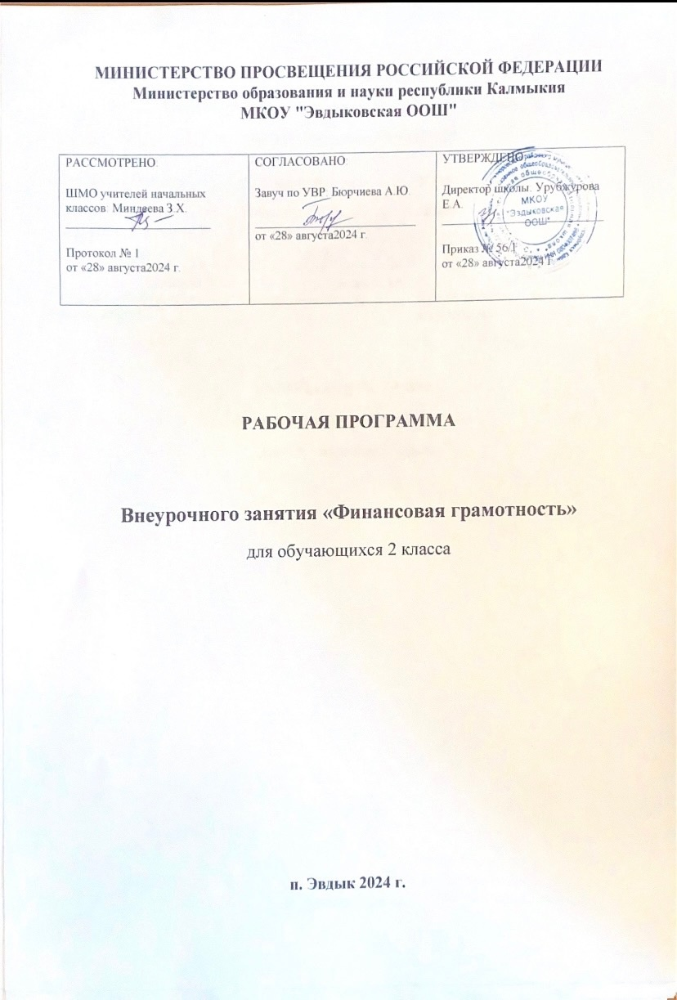 МИНИСТЕРСТВО ПРОСВЕЩЕНИЯ РОССИЙСКОЙ ФЕДЕРАЦИИ
Министерство образования и науки республики Калмыкия
МКОУ "Эвдыковская ООШ"
РАССМОТРЕНО
ШМО учителей начальных
классов Миндеева З.Х.
Протокол № 1
от «28» августа2024 г.
СОГЛАСОВАНО
Завуч по УВР Бюрчиева А.Ю
от «28» августа2024 г.
УТВЕРЖДЕНО
Директор школы. Урубжурова
Е.А.
Приказ № 56/1
от «28» августа2024 г.
МКОУ
"Эвдыковская
ООШ"
РАБОЧАЯ ПРОГРАММА
Внеурочного занятия «Финансовая грамотность»
для обучающихся 2 класса
п. Эвдык 2024 г.